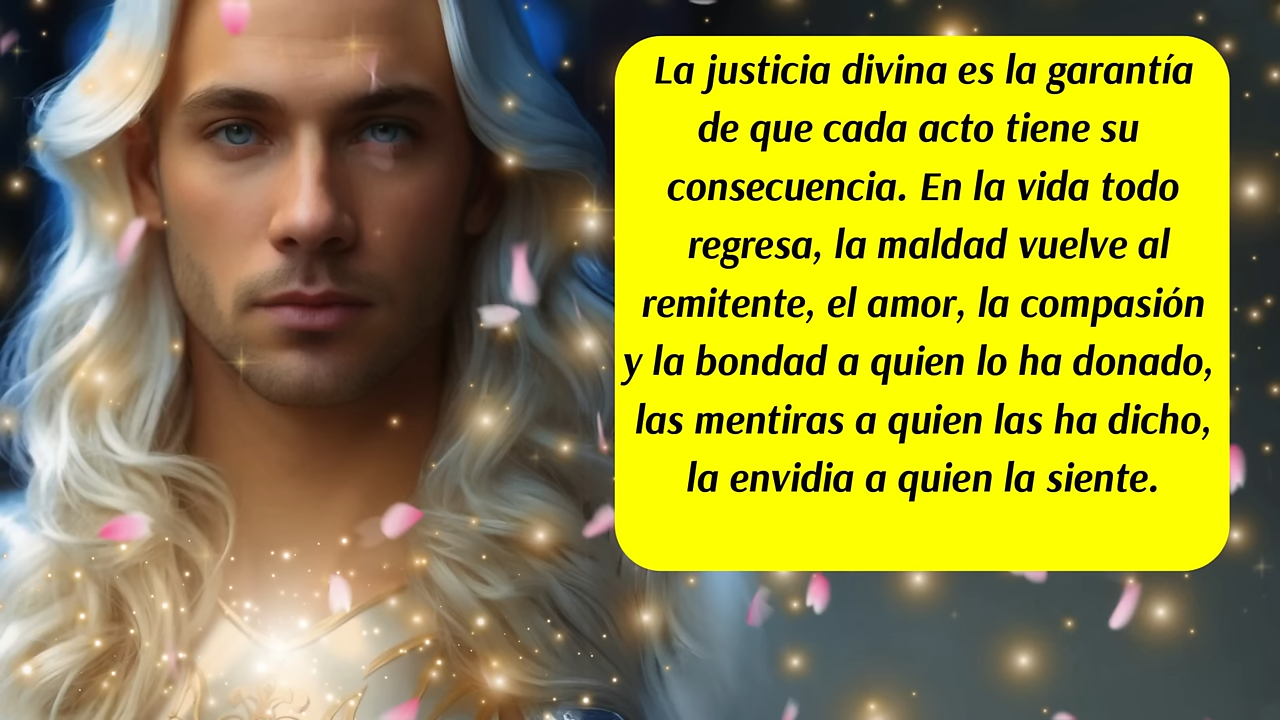 La justicia divina es la garantía
de que cada acto tiene su
consecuencia. En la vida todo
regresa, la maldad vuelve al
remitente, el amor, la compasión
y la bondad a quien lo ha donado,
las mentiras a quien las ha dicho,
la envidia a quien la siente.